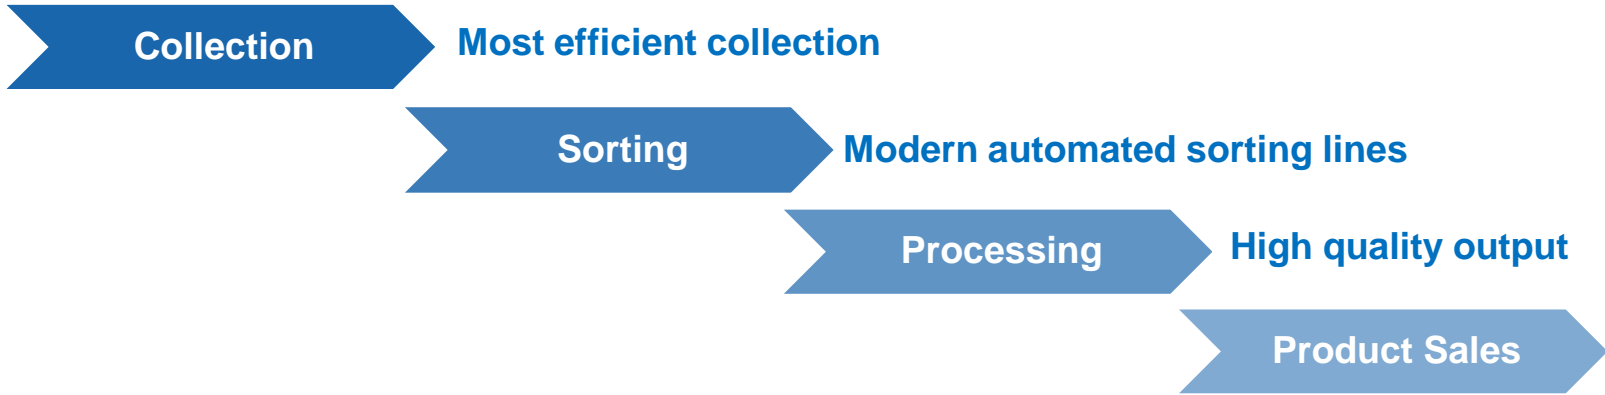 Collection
Most efficient collection
Sorting
Modern automated sorting lines
Processing
High quality output
Product Sales